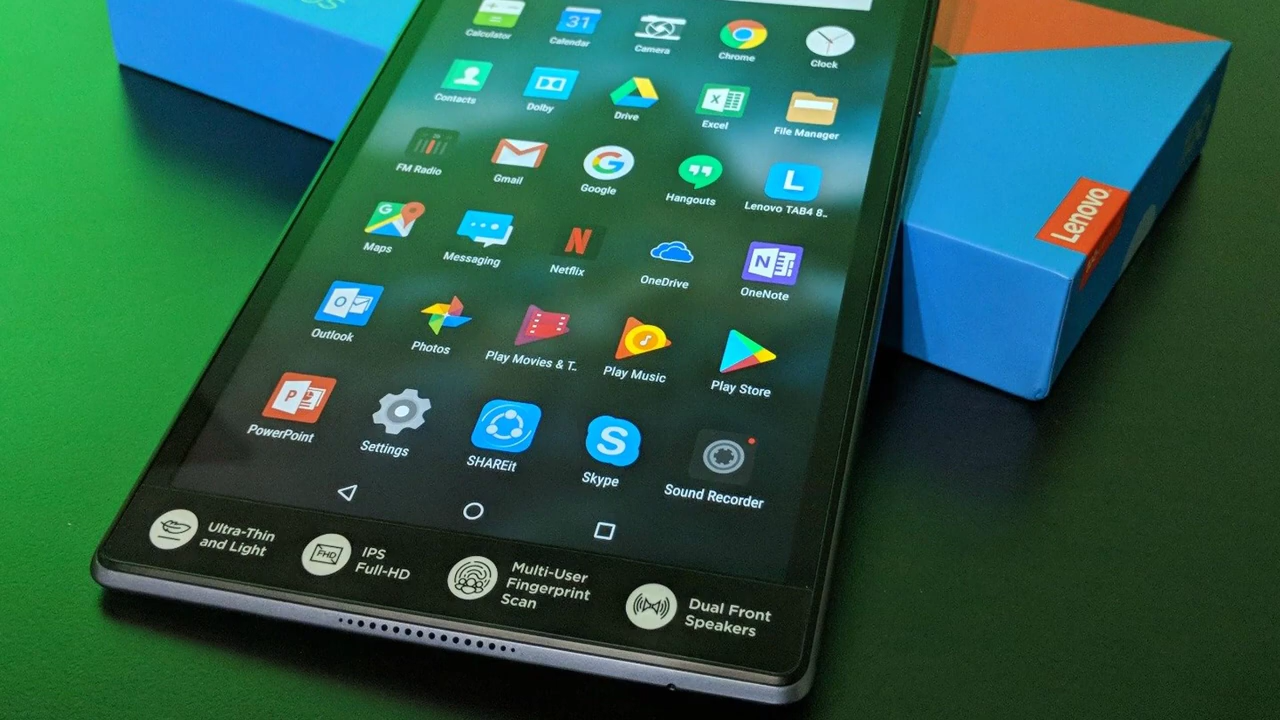 Calculator
31
Calendar
Camera
Chrome
Clock
Contacts
Dolby
Drive
Excel
File Manager
FM Radio
Gmail
G
Google
Hangouts
L
Lenovo TAB4 8..
G
Maps
Messaging
N
Netflix
OneDrive
N
OneNote
O
Outlook
Photos
Play Movies & T..
Play Music
Play Store
P
PowerPoint
Settings
SHAREit
S
Skype
Sound Recorder
Ultra-Thin
and Light
FHD
IPS
Full-HD
Multi-User
Fingerprint
Scan
Dual Front
Speakers
Lenovo